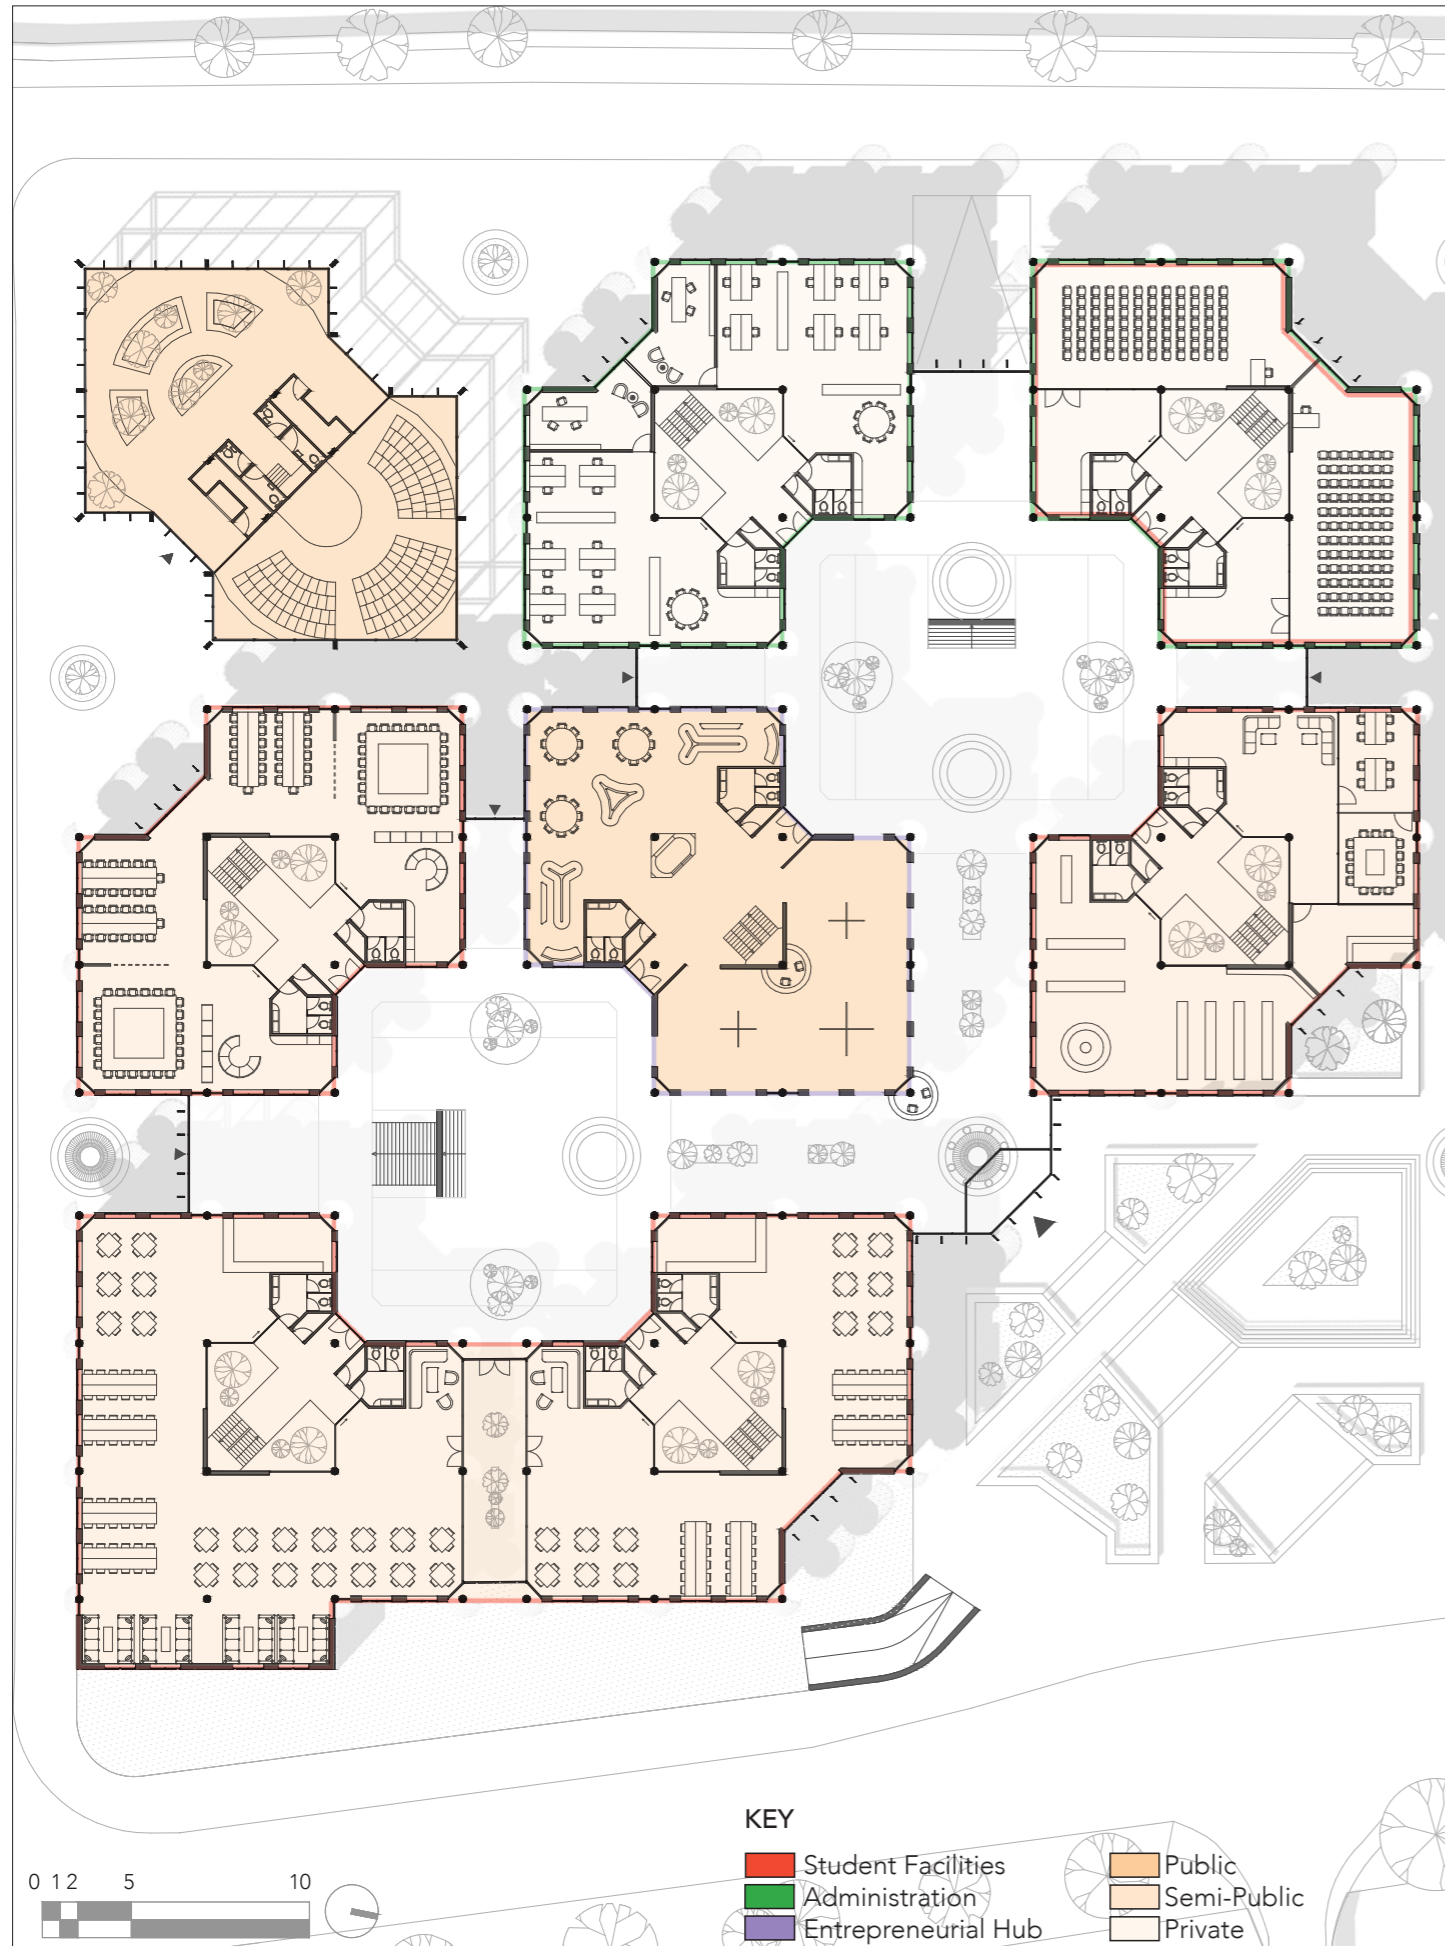 KEY
Student Facilities
Administration
Entrepreneurial Hub
Public
Semi-Public
Private
0 1 2 5 10